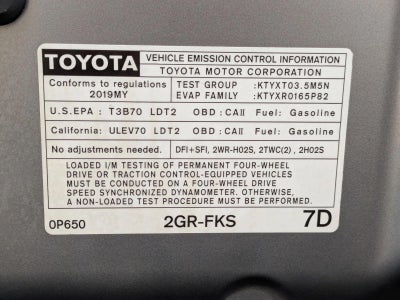 TOYOTA VEHICLE EMISSION CONTROL INFORMATION
TOYOTA MOTOR CORPORATION
Conforms to regulations
2019MY
TEST GROUP :KTYXT03.5M5N
EVAP FAMILY :KTYXR0165P82
U.S.EPA : T3B70 LDT2 OBD:CAII Fuel: Gasoline
California: ULEV70 LDT2 OBD:CAII Fuel: Gasoline
No adjustments needed. DFI+SFI, 2WR-HO2S, 2TWC(2) , 2HO2S
LOADED I/M TESTING OF PERMANENT FOUR-WHEEL
DRIVE OR TRACTION CONTROL-EQUIPPED VEHICLES
MUST BE CONDUCTED ON A FOUR-WHEEL DRIVE
SPEED SYNCHRONIZED DYNAMOMETER. OTHERWISE,
A NON-LOADED TEST PROCEDURE MUST BE PERFORMED.
0P650 2GR-FKS 7D